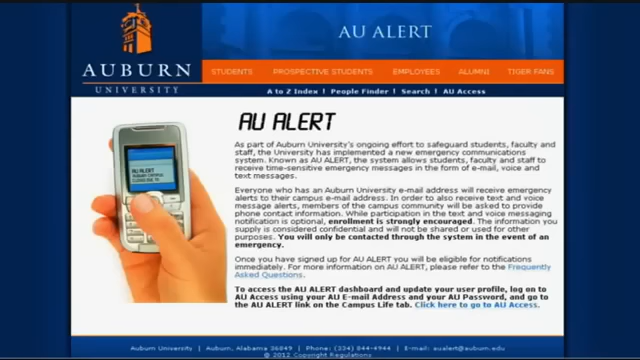 AU ALERT
AUBURN
UNIVERSITY
STUDENTS PROSPECTIVE STUDENTS EMPLOYEES ALUMNI TIGER FANS
A to Z Index | People Finder | Search | AU Access
AU ALERT
As part of Auburn University's ongoing effort to safeguard students, faculty and
staff, the University has implemented a new emergency communications
system. Known as AU ALERT, the system allows students, faculty and staff to
receive time-sensitive emergency messages in the form of e-mail, voice and
text messages.
Everyone who has an Auburn University e-mail address will receive emergency
alerts to their campus e-mail address. In order to also receive text and voice
message alerts, members of the campus community will be asked to provide
phone contact information. While participation in the text and voice messaging
notification is optional, enrollment is strongly encouraged. The information you
supply is considered confidential and will not be shared or used for other
purposes. You will only be contacted through the system in the event of an
emergency.
Once you have signed up for AU ALERT you will be eligible for notifications
immediately. For more information on AU ALERT, please refer to the Frequently
Asked Questions.
To access the AU ALERT dashboard and update your user profile, log on to
AU Access using your AU E-mail Address and your AU Password, and go to
the AU ALERT link on the Campus Life tab. Click here to go to AU Access.
AU ALERT
Auburn University | Auburn, Alabama 36849 | Phone: (334) 844-4944 | E-mail: aualert@auburn.edu
© 2012 Copyright Regulations